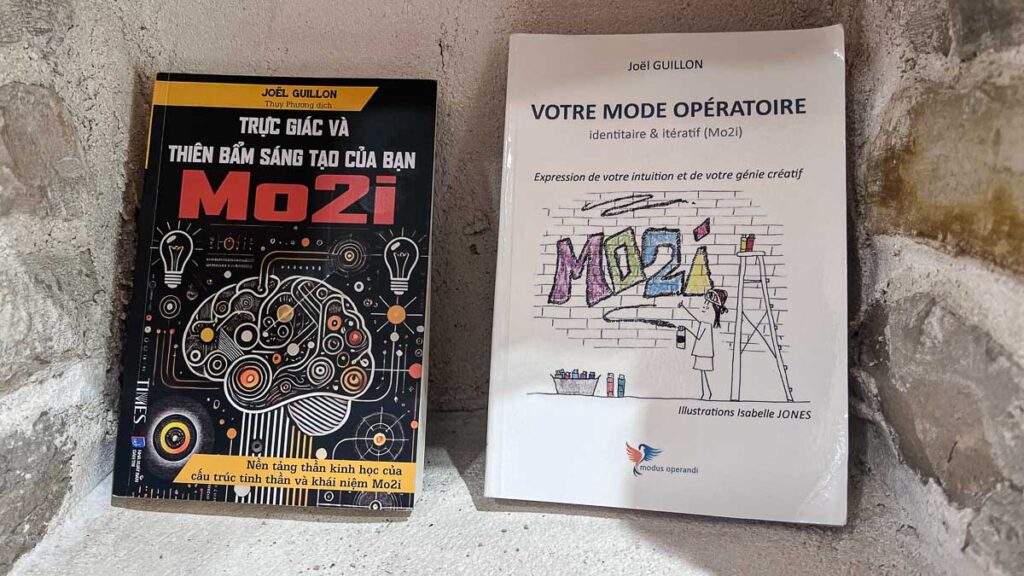 JOËL GUILLON
Thụy Phương dịch
TRỰC GIÁC VÀ
THIÊN BẨM SÁNG TẠO CỦA BẠN
Mo2i
TIMES
Nền tảng thần kinh học của
cấu trúc tinh thần và khái niệm Mo2i
Joël GUILLON
VOTRE MODE OPÉRATOIRE
identitaire & itératif (Mo2i)
Expression de votre intuition et de votre génie créatif
MO2i
Illustrations Isabelle JONES
modus operandi